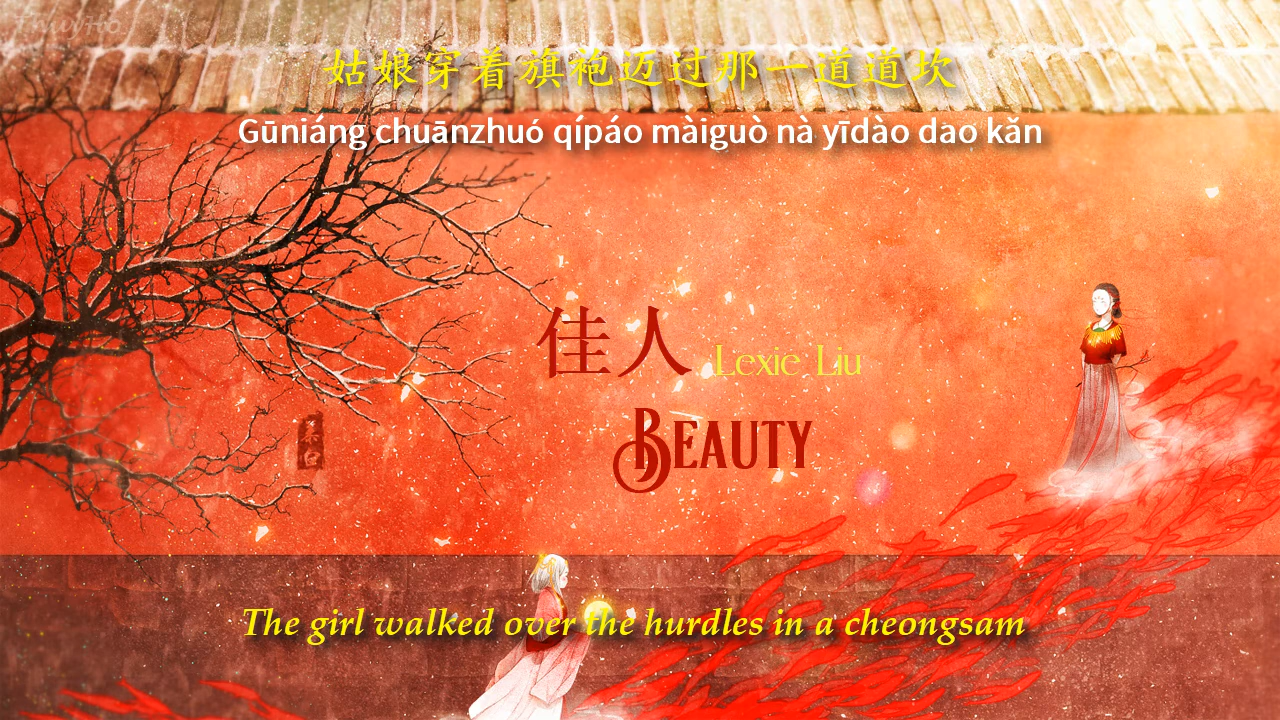 姑娘穿着旗袍迈过那一道道坎
Gūniáng chuānzhuó qípáo màiguò nà yīdào dao kǎn
佳人 Lexie Liu
Beauty
The girl walked over the hurdles in a cheongsam